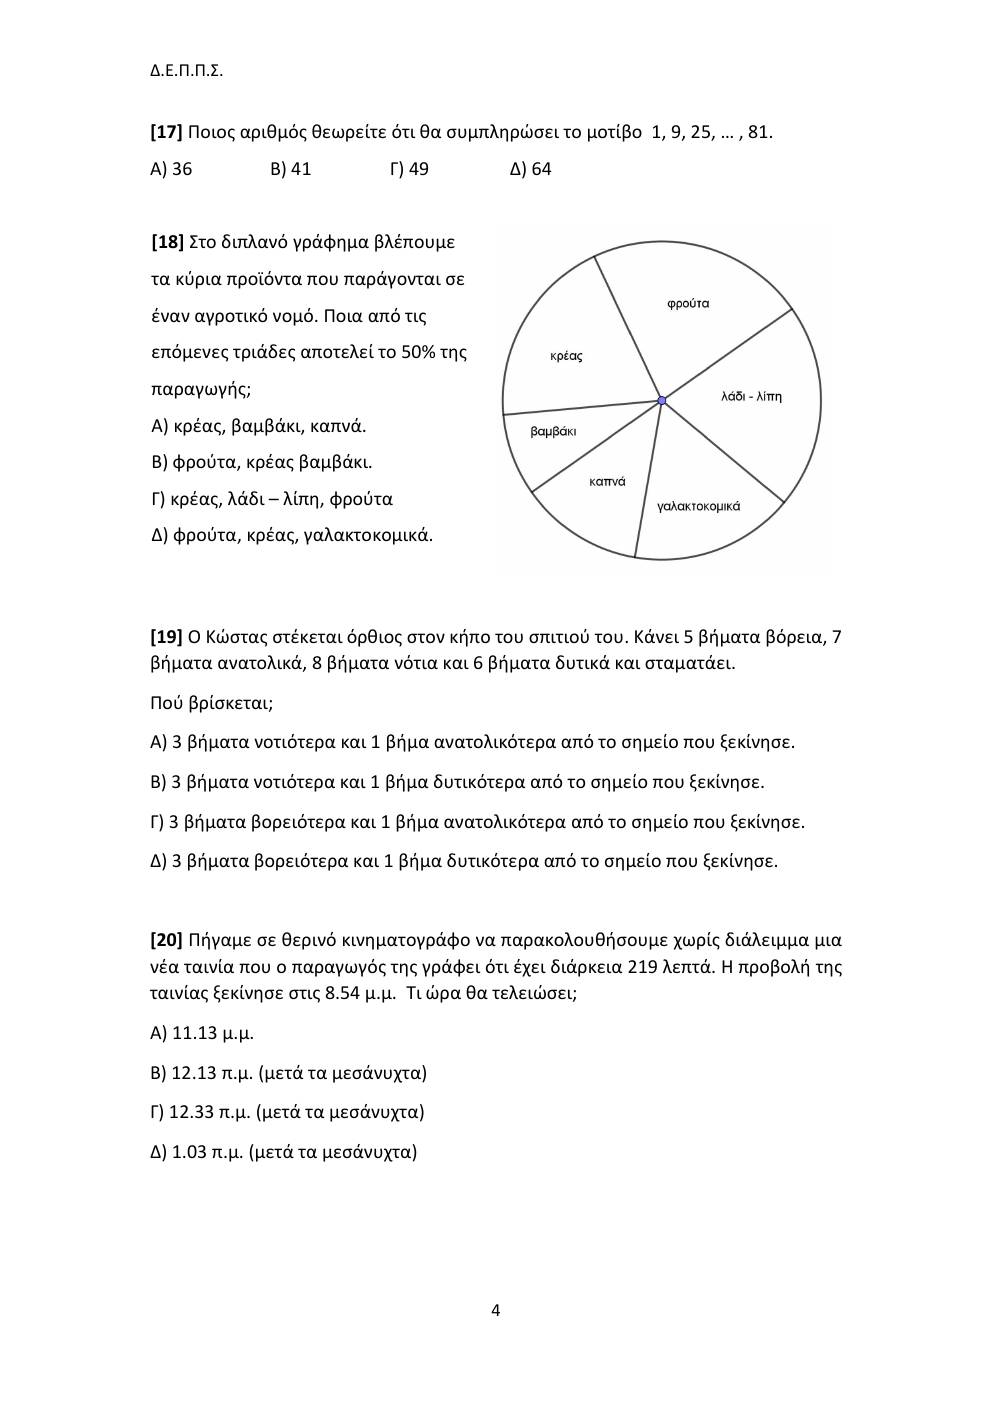 Δ.Ε.Π.Π.Σ.
[17] Ποιος αριθμός θεωρείτε ότι θα συμπληρώσει το μοτίβο 1, 9, 25, … , 81.
Α) 36 Β) 41 Γ) 49 Δ) 64
[18] Στο διπλανό γράφημα βλέπουμε
τα κύρια προϊόντα που παράγονται σε
έναν αγροτικό νομό. Ποια από τις
επόμενες τριάδες αποτελεί το 50% της
παραγωγής;
Α) κρέας, βαμβάκι, καπνά.
Β) φρούτα, κρέας βαμβάκι.
Γ) κρέας, λάδι – λίπη, φρούτα
Δ) φρούτα, κρέας, γαλακτοκομικά.
φρούτα
κρέας
λάδι - λίπη
βαμβάκι
καπνά
γαλακτοκομικά
[19] Ο Κώστας στέκεται όρθιος στον κήπο του σπιτιού του. Κάνει 5 βήματα βόρεια, 7
βήματα ανατολικά, 8 βήματα νότια και 6 βήματα δυτικά και σταματάει.
Πού βρίσκεται;
Α) 3 βήματα νοτιότερα και 1 βήμα ανατολικότερα από το σημείο που ξεκίνησε.
Β) 3 βήματα νοτιότερα και 1 βήμα δυτικότερα από το σημείο που ξεκίνησε.
Γ) 3 βήματα βορειότερα και 1 βήμα ανατολικότερα από το σημείο που ξεκίνησε.
Δ) 3 βήματα βορειότερα και 1 βήμα δυτικότερα από το σημείο που ξεκίνησε.
[20] Πήγαμε σε θερινό κινηματογράφο να παρακολουθήσουμε χωρίς διάλειμμα μια
νέα ταινία που ο παραγωγός της γράφει ότι έχει διάρκεια 219 λεπτά. Η προβολή της
ταινίας ξεκίνησε στις 8.54 μ.μ. Τι ώρα θα τελειώσει;
Α) 11.13 μ.μ.
Β) 12.13 π.μ. (μετά τα μεσάνυχτα)
Γ) 12.33 π.μ. (μετά τα μεσάνυχτα)
Δ) 1.03 π.μ. (μετά τα μεσάνυχτα)
4